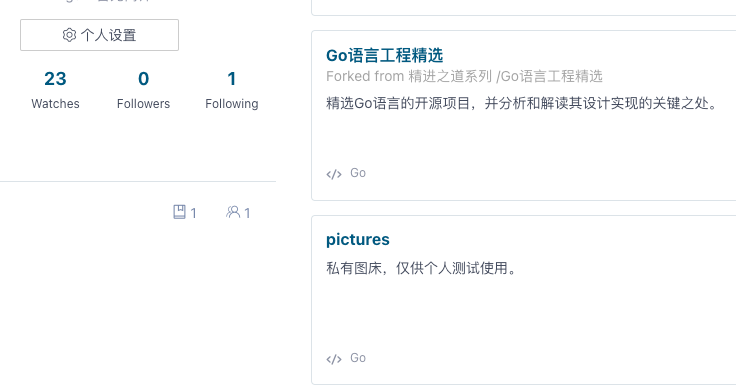 个人设置
23
0
1
Watches
Followers
Following
1
1
Go语言工程精选
Forked from 精进之道系列 /Go语言工程精选
精选Go语言的开源项目，并分析和解读其设计实现的关键之处。
Go
pictures
私有图床，仅供个人测试使用。
Go